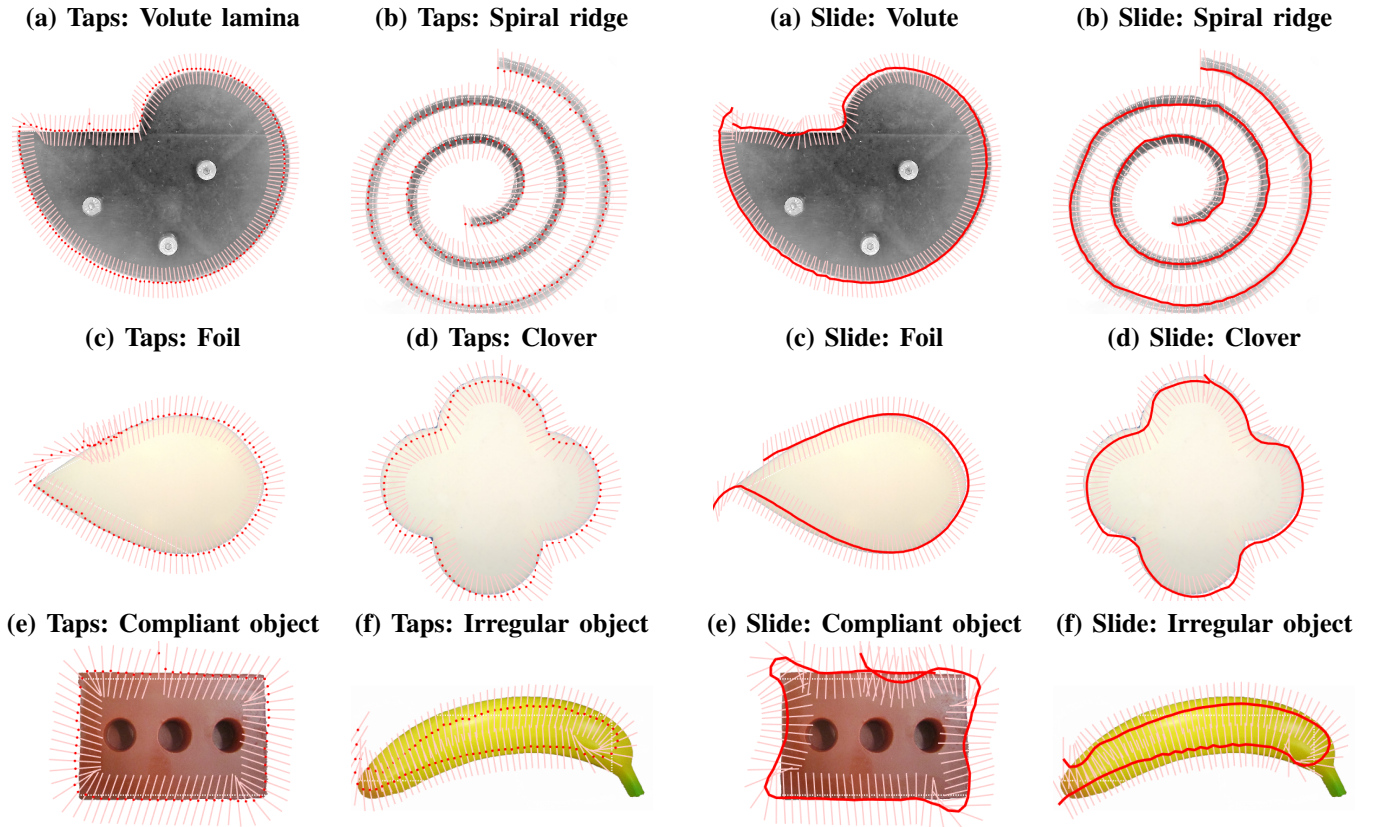 (a) Taps: Volute lamina
(b) Taps: Spiral ridge
(a) Slide: Volute
(b) Slide: Spiral ridge
(c) Taps: Foil
(d) Taps: Clover
(c) Slide: Foil
(d) Slide: Clover
(e) Taps: Compliant object
(f) Taps: Irregular object
(e) Slide: Compliant object
(f) Slide: Irregular object